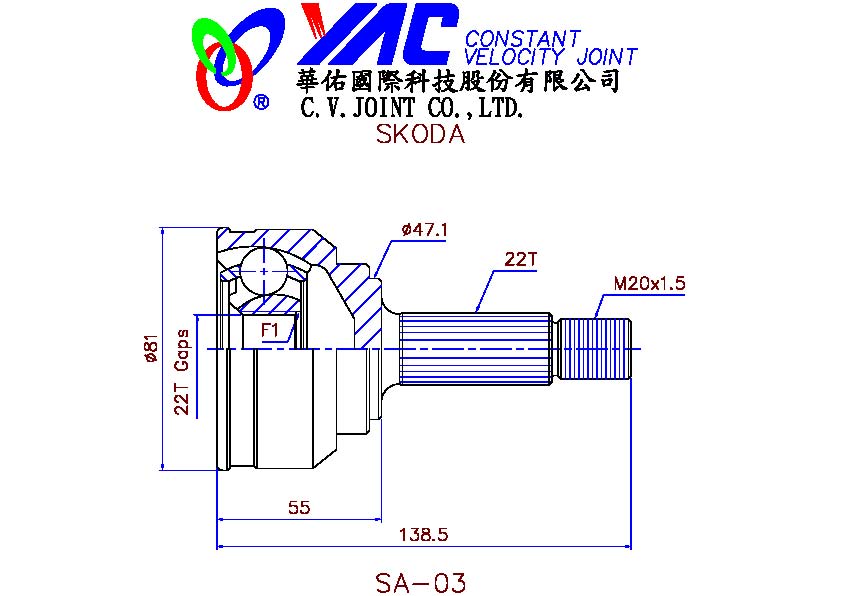 YAC CONSTANT
VELOCITY JOINT
®
華佑國際科技股份有限公司
C.V.JOINT CO.,LTD.
SKODA
ø47.1
22T
M20x1.5
F1
ø81
22T Gaps
55
138.5
SA-03